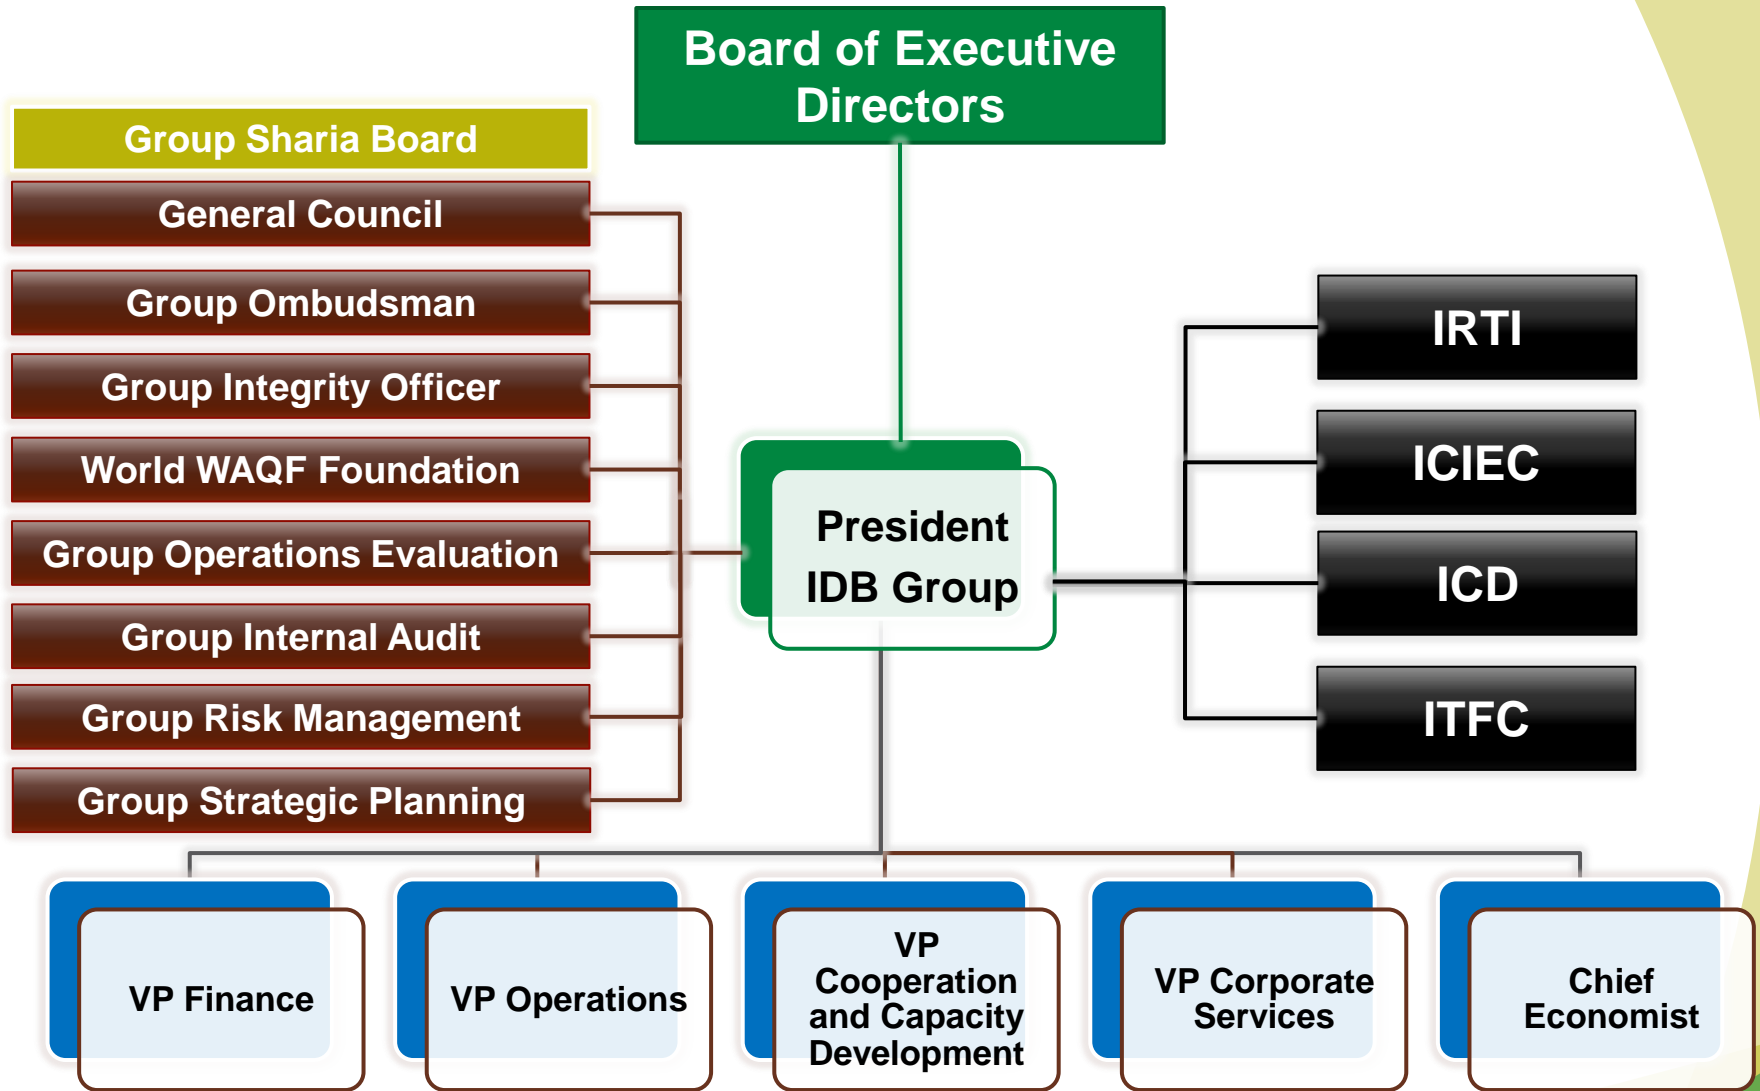 Board of Executive
Directors
Group Sharia Board
General Council
Group Ombudsman
Group Integrity Officer
World WAQF Foundation
Group Operations Evaluation
Group Internal Audit
Group Risk Management
Group Strategic Planning
President
IDB Group
IRTI
ICIEC
ICD
ITFC
VP Finance
VP Operations
VP
Cooperation
and Capacity
Development
VP Corporate
Services
Chief
Economist